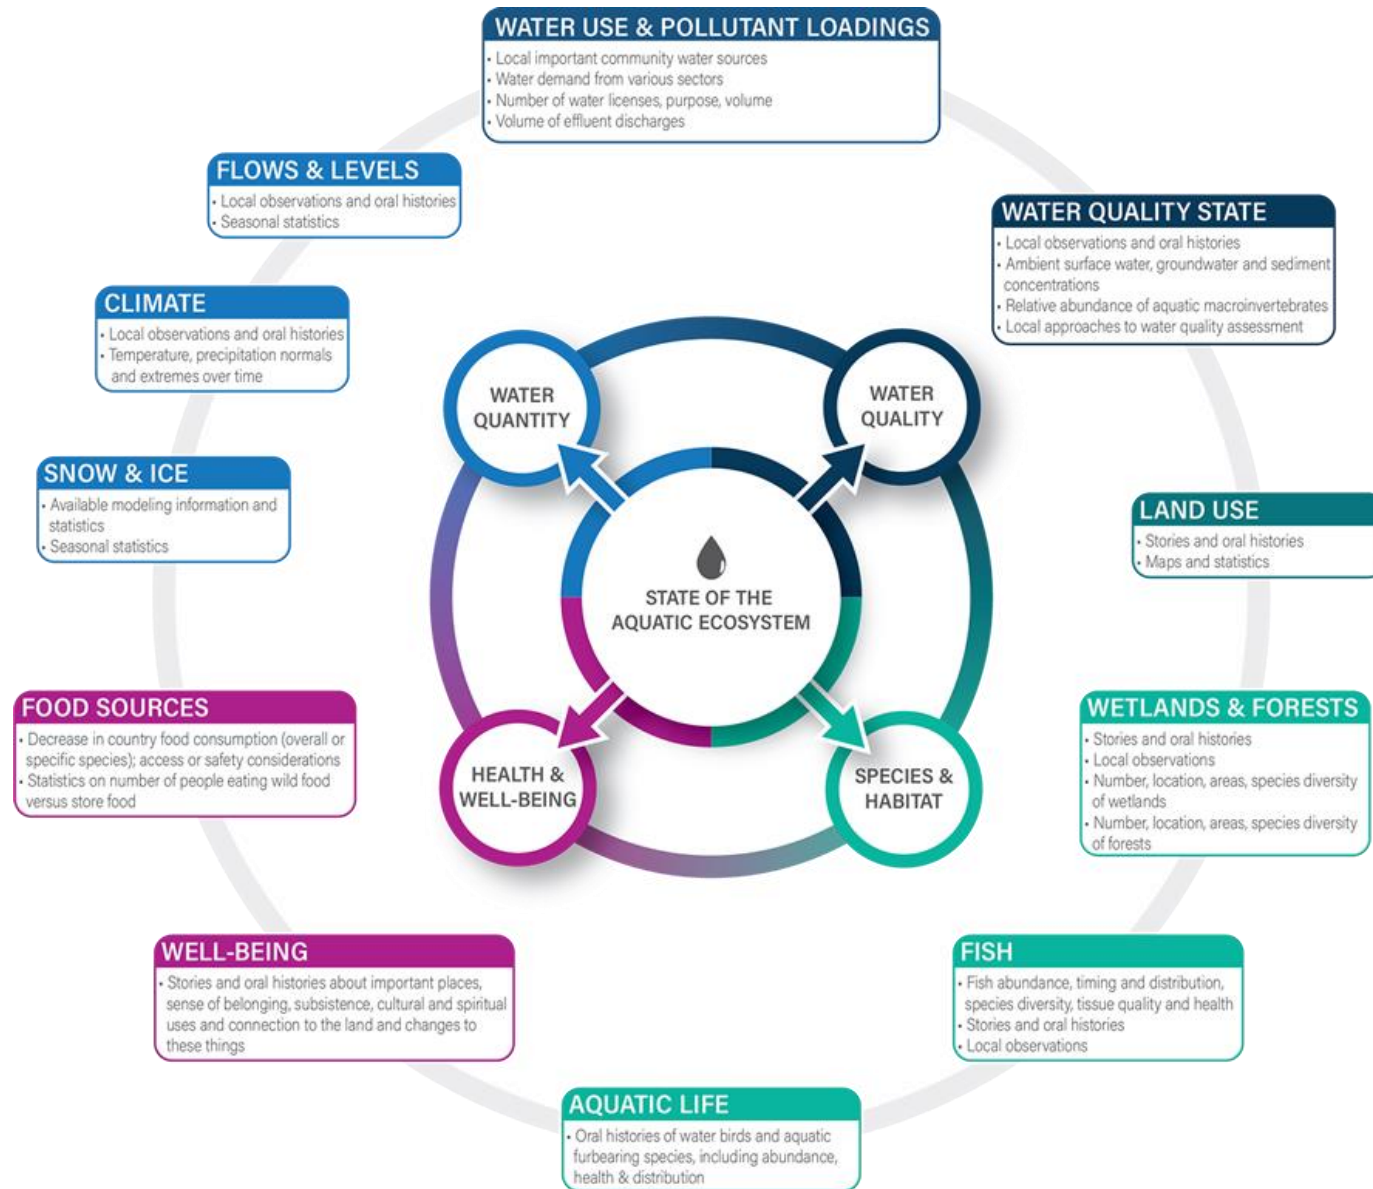 WATER USE & POLLUTANT LOADINGS
• Local important community water sources
• Water demand from various sectors
• Number of water licenses, purpose, volume
• Volume of effluent discharges
FLOWS & LEVELS
• Local observations and oral histories
• Seasonal statistics
WATER QUALITY STATE
• Local observations and oral histories
• Ambient surface water, groundwater and sediment
concentrations
• Relative abundance of aquatic macroinvertebrates
• Local approaches to water quality assessment
CLIMATE
• Local observations and oral histories
• Temperature, precipitation normals
and extremes over time
WATER
QUANTITY
WATER
QUALITY
SNOW & ICE
• Available modeling information and
statistics
• Seasonal statistics
LAND USE
• Stories and oral histories
• Maps and statistics
STATE OF THE
AQUATIC ECOSYSTEM
FOOD SOURCES
• Decrease in country food consumption (overall or
specific species); access or safety considerations
• Statistics on number of people eating wild food
versus store food
HEALTH &
WELL-BEING
SPECIES &
HABITAT
WETLANDS & FORESTS
• Stories and oral histories
• Local observations
• Number, location, areas, species diversity
of wetlands
• Number, location, areas, species diversity
of forests
WELL-BEING
• Stories and oral histories about important places,
sense of belonging, subsistence, cultural and spiritual
uses and connection to the land and changes to
these things
FISH
• Fish abundance, timing and distribution,
species diversity, tissue quality and health
• Stories and oral histories
• Local observations
AQUATIC LIFE
• Oral histories of water birds and aquatic
furbearing species, including abundance,
health & distribution